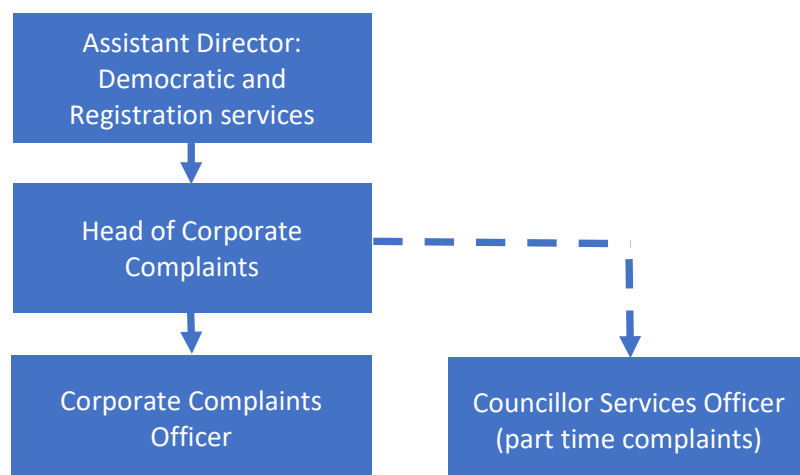 Assistant Director:
Democratic and
Registration services
Head of Corporate
Complaints
Corporate Complaints
Officer
Councillor Services Officer
(part time complaints)